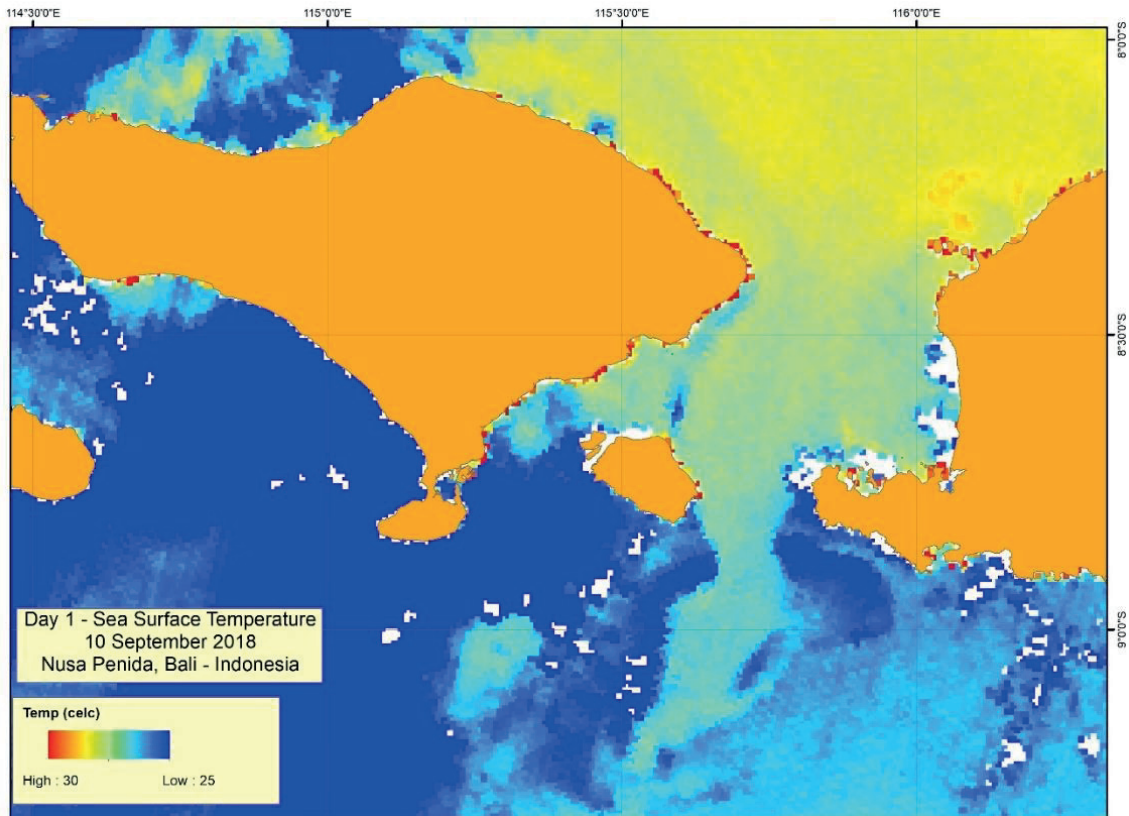 114°30'0"E
115°0'0"E
115°30'0"E
116°0'0"E
8°0'0"S
8°30'0"S
9°0'0"S
Day 1 - Sea Surface Temperature
10 September 2018
Nusa Penida, Bali - Indonesia
Temp (celc)
High : 30
Low : 25